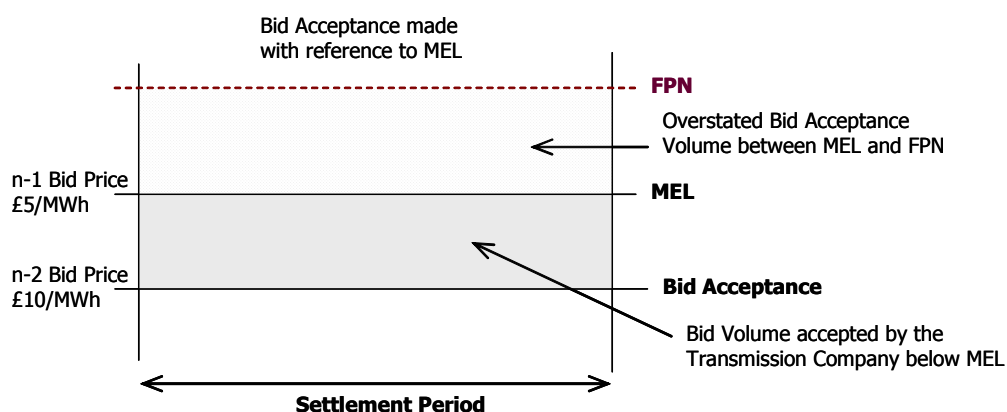 Bid Acceptance made
with reference to MEL
FPN
Overstated Bid Acceptance
Volume between MEL and FPN
n-1 Bid Price
£5/MWh
MEL
n-2 Bid Price
£10/MWh
Bid Acceptance
Bid Volume accepted by the
Transmission Company below MEL
Settlement Period